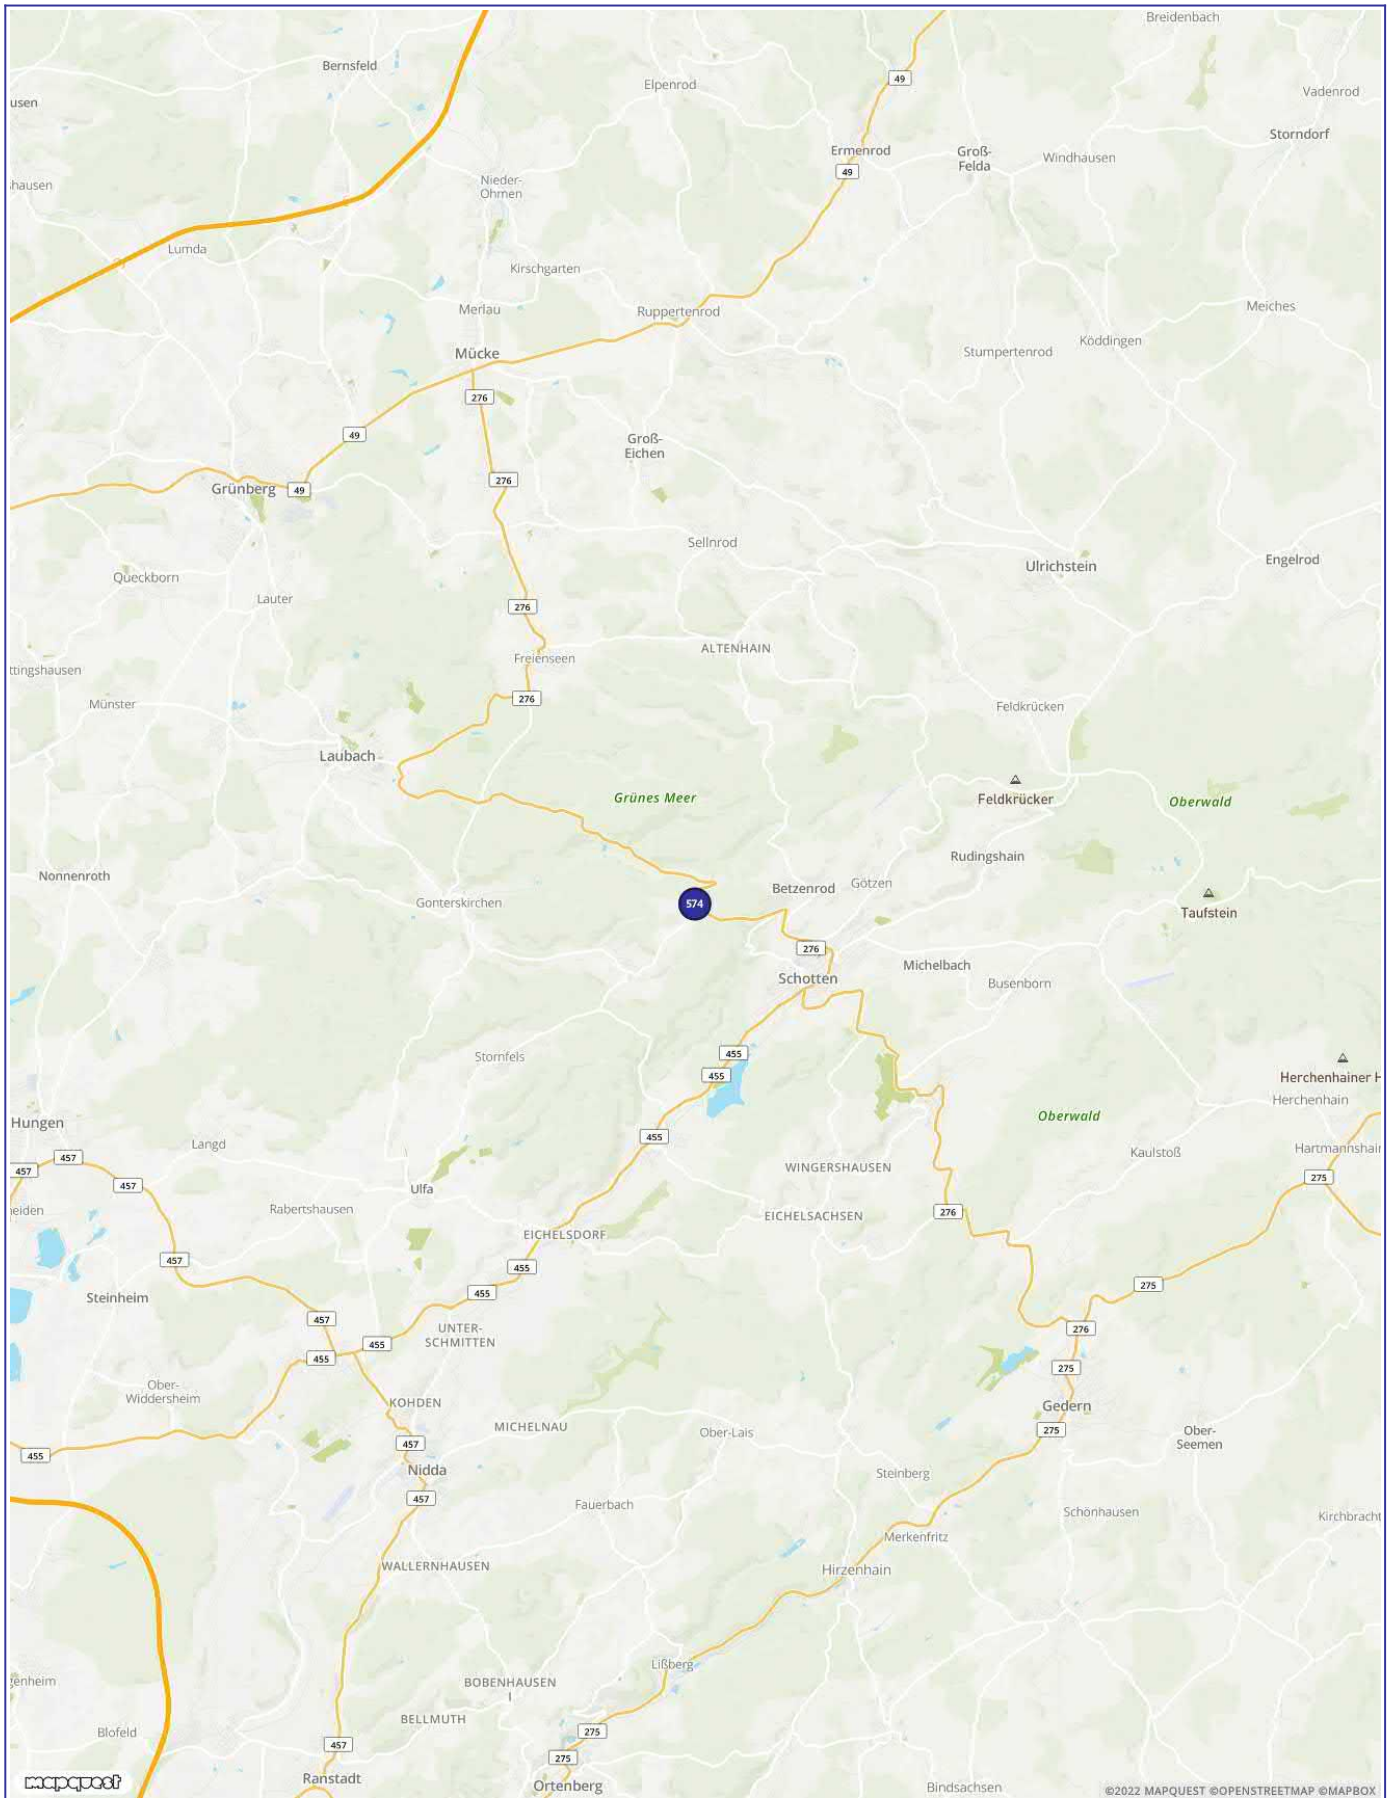 Breidenbach
Bernsfeld
49
Elpenrod
Vadenrod
usen
Storndorf
Ermenrod
Groß-
Felda
Windhausen
49
Nieder-
Ohmen
hausen
Lumda
Kirschgarten
Merlau
Ruppertenrod
Meiches
Köddingen
Mücke
Stumpertenrod
276
49
Groß-
Eichen
276
Grünberg
49
Sellnrod
Engelrod
Ulrichstein
Queckborn
Lauter
276
ALTENHAIN
Freienseen
ttingshausen
276
Münster
Feldkrücken
Laubach
Grünes Meer
Feldkrücker
Oberwald
Rudingshain
Nonnenroth
Betzenrod
Götzen
Gonterskirchen
574
Taufstein
276
Michelbach
Schotten
Busenborn
455
Stornfels
455
Herchenhainer H
Herchenhain
Oberwald
Hungen
455
Langd
Hartmannshain
457
457
Kaulstoß
WINGERSHAUSEN
275
457
Ulfa
neiden
Rabertshausen
276
EICHELSACHSEN
EICHELSDORF
457
455
275
455
Steinheim
457
UNTER-
SCHMITTEN
276
455
455
275
Ober-
Widdersheim
KOHDEN
Gedern
MICHELNAU
Ober-Lais
275
Ober-
Seemen
457
455
Nidda
Steinberg
457
Fauerbach
Schönhausen
Kirchbracht
Merkenfritz
WALLERNHAUSEN
Hirzenhain
Lißberg
genheim
BOBENHAUSEN
I
BELLMUTH
Blofeld
275
457
275
Ranstadt
Ortenberg
Bindsachsen
mapquest
©2022 MAPQUEST ©OPENSTREETMAP ©MAPBOX